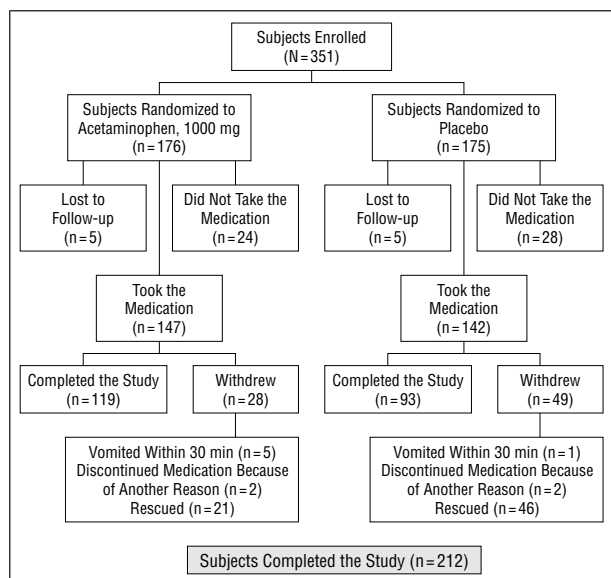 Subjects Enrolled
(N=351)
Subjects Randomized to
Acetaminophen, 1000 mg
(n=176)
Subjects Randomized to
Placebo
(n=175)
Lost to
Follow-up
(n=5)
Did Not Take the
Medication
(n=24)
Lost to
Follow-up
(n=5)
Did Not Take the
Medication
(n=28)
Took the
Medication
(n=147)
Took the
Medication
(n=142)
Completed the Study
(n=119)
Withdrew
(n=28)
Completed the Study
(n=93)
Withdrew
(n=49)
Vomited Within 30 min (n=5)
Discontinued Medication Because
of Another Reason (n=2)
Rescued (n=21)
Vomited Within 30 min (n=1)
Discontinued Medication Because
of Another Reason (n=2)
Rescued (n=46)
Subjects Completed the Study (n=212)